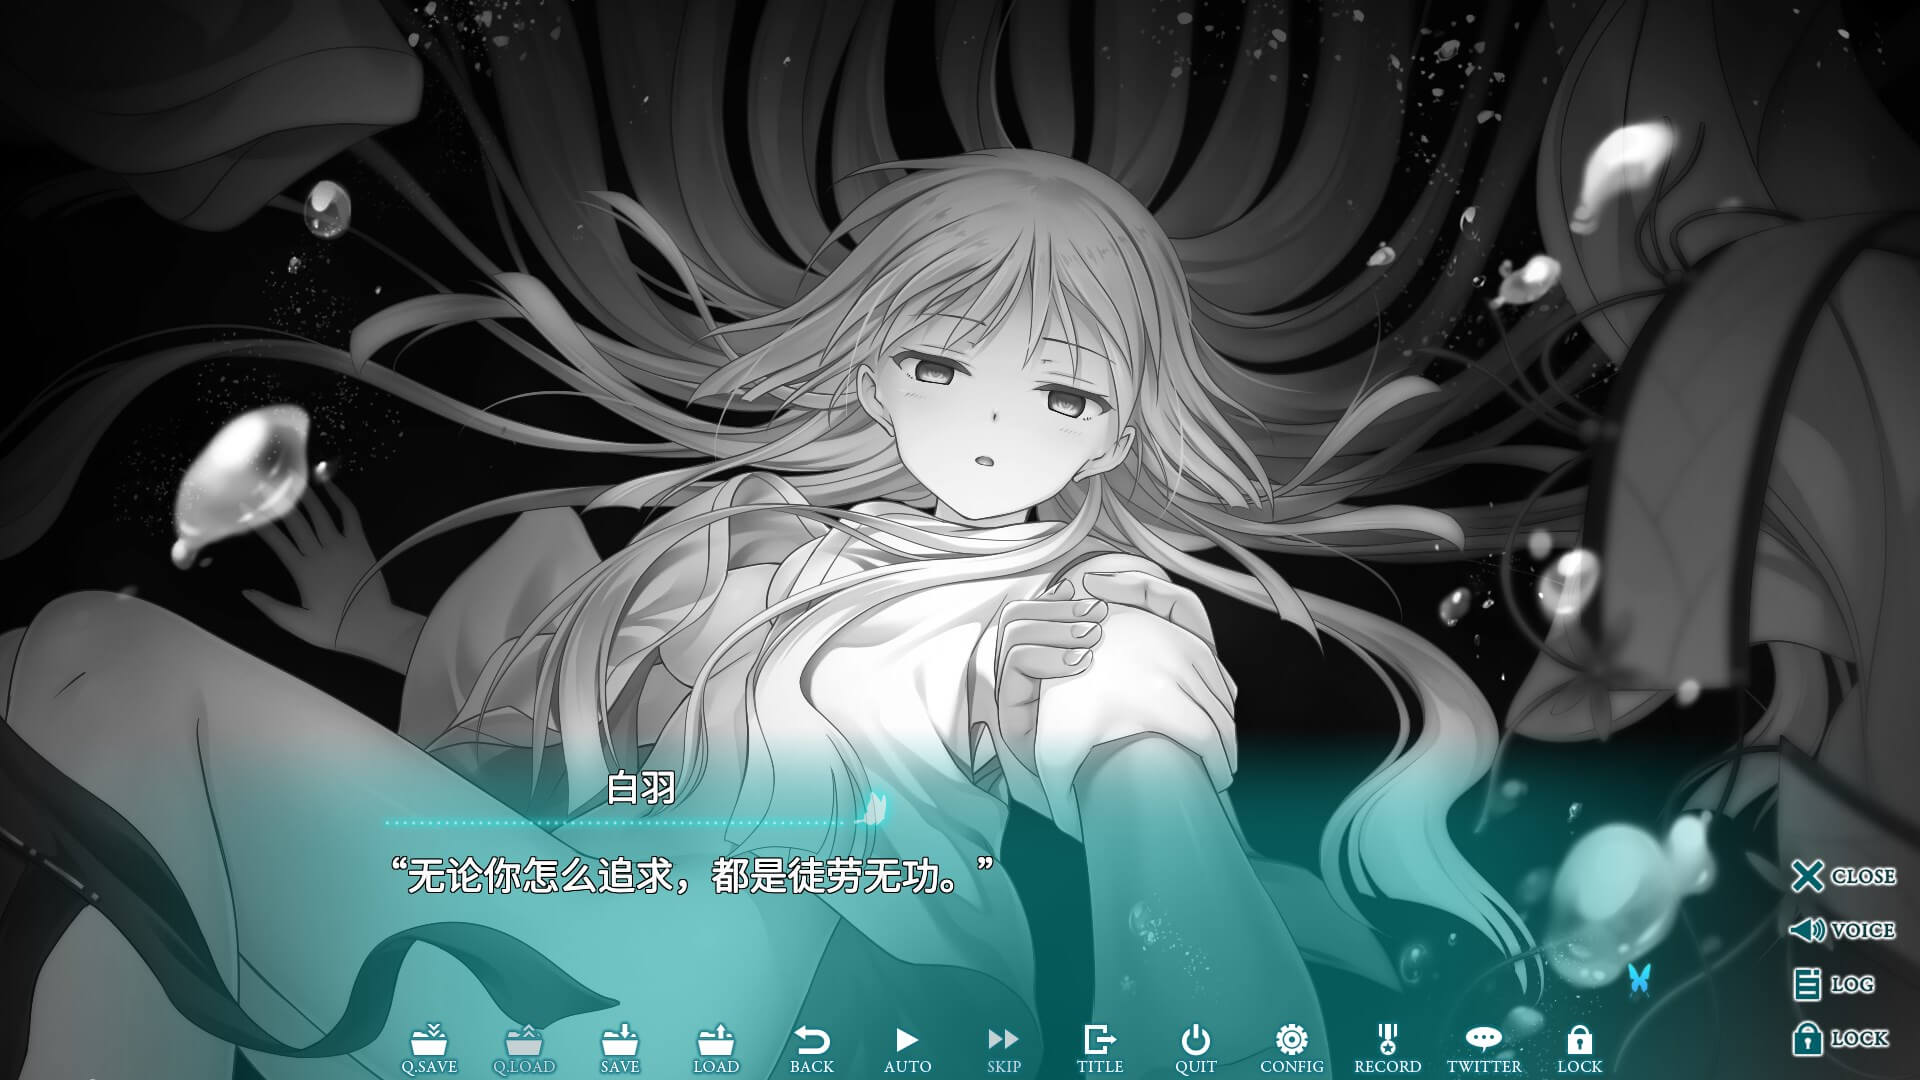 白羽
“无论你怎么追求，都是徒劳无功。”
CLOSE
VOICE
LOG
LOCK
Q.SAVE Q.LOAD SAVE LOAD BACK AUTO SKIP TITLE QUIT CONFIG RECORD TWITTER LOCK